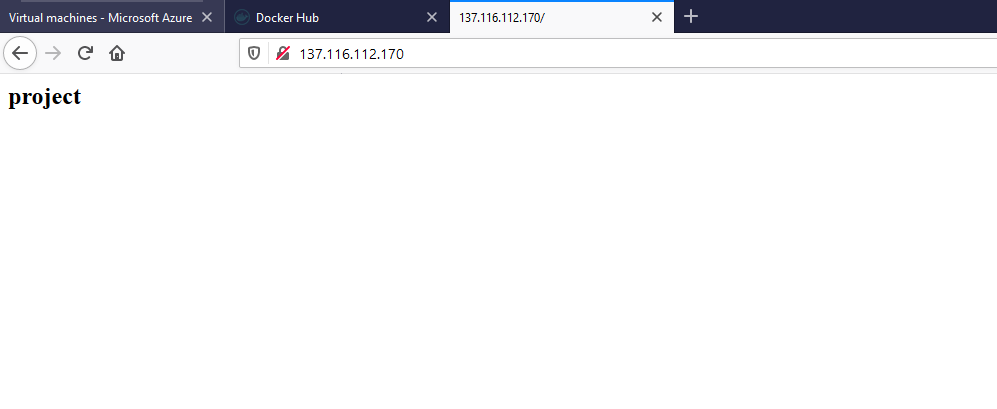 Virtual machines - Microsoft Azure
Docker Hub
137.116.112.170/
137.116.112.170
project